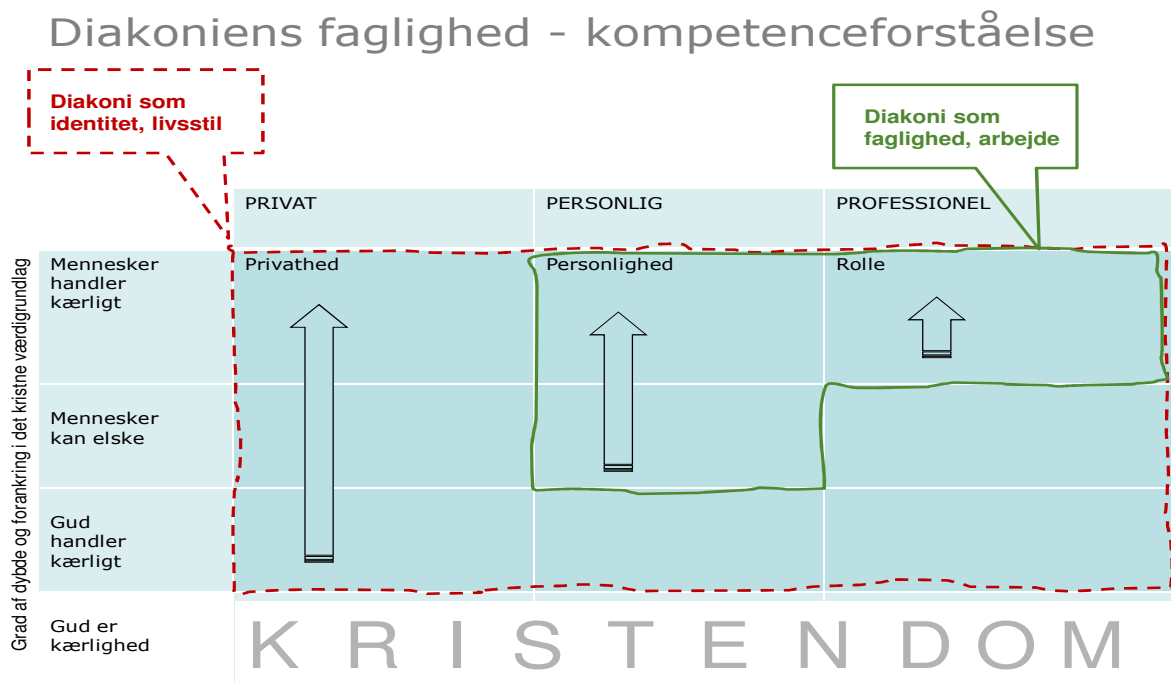 Diakoniens faglighed - kompetenceforståelse
Diakoni som
identitet, livsstil
Diakoni som
faglighed, arbejde
PRIVAT
PERSONLIG
PROFESSIONEL
Grad af dybde og forankring i det kristne værdigrundlag
Mennesker
handler
kærligt
Privathed
Personlighed
Rolle
Mennesker
kan elske
Gud
handler
kærligt
Gud er
kærlighed
KRISTENDOM